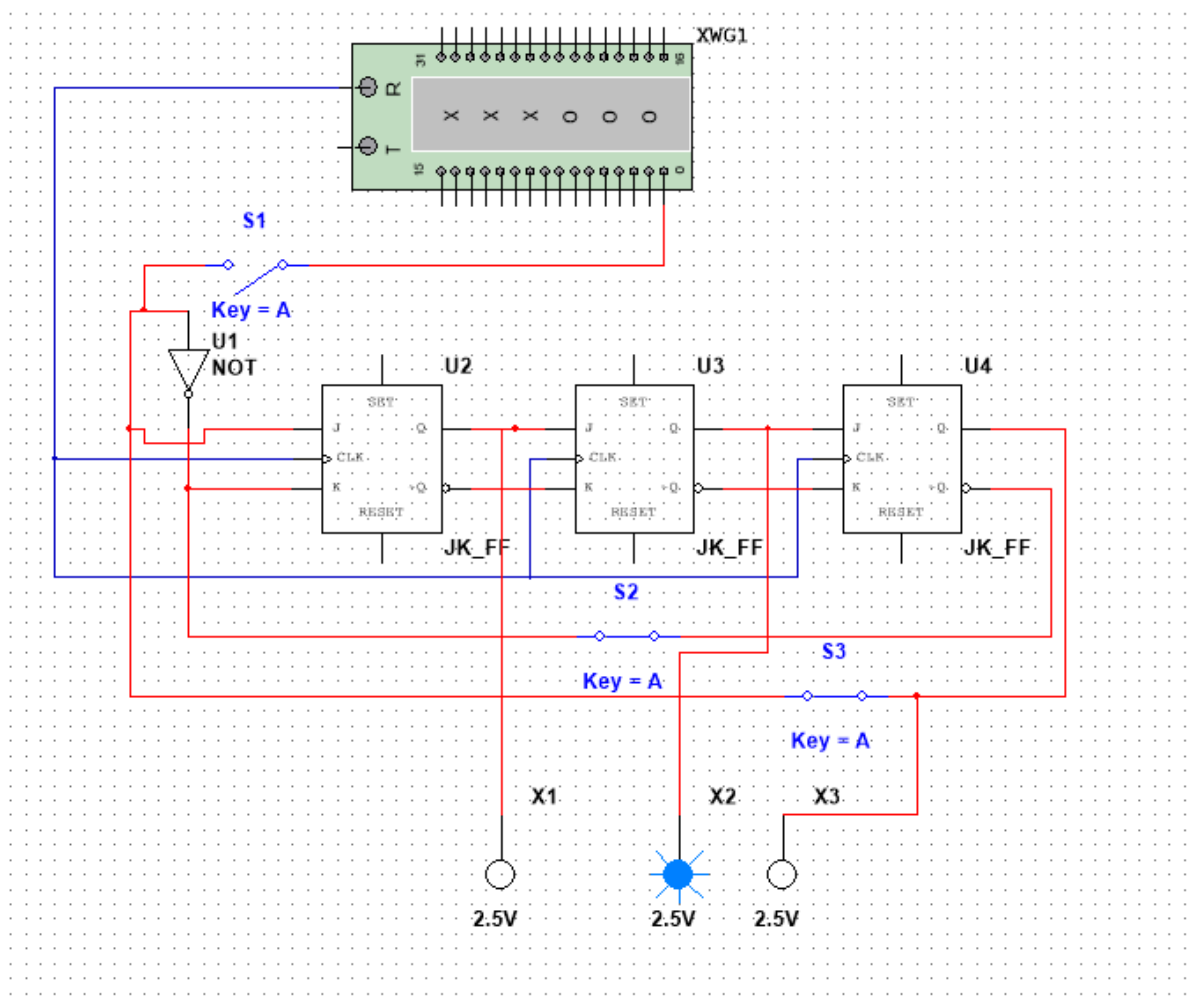 XWG1
31
16
R
X X X O O O
T
15
0
S1
Key = A
U1
NOT
U2
U3
U4
SET
SET
SET
J
Q
J
Q
J
Q
CLK
CLK
CLK
K
~Q
K
~Q
K
~Q
RESET
RESET
RESET
JK_FF
JK_FF
JK_FF
S2
S3
Key = A
Key = A
X1
X2
X3
2.5V
2.5V
2.5V